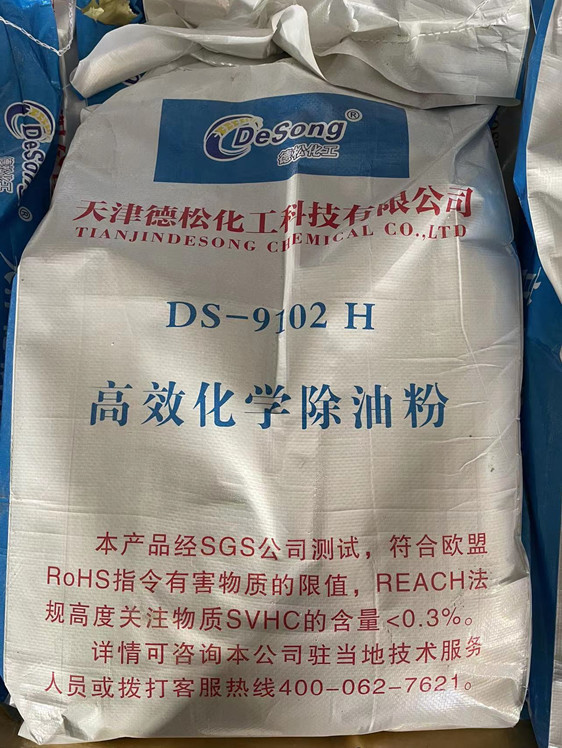 DeSong®
德松化工
天津德松化工科技有限公司
TIANJINDESONG CHEMICAL CO.,LTD
DS-9102 H
高效化学除油粉
本产品经SGS公司测试，符合欧盟
RoHS指令有害物质的限值，REACH法
规高度关注物质SVHC的含量<0.3%。
详情可咨询本公司驻当地技术服务
人员或拨打客服热线400-062-7621。
DeSong
德松化工